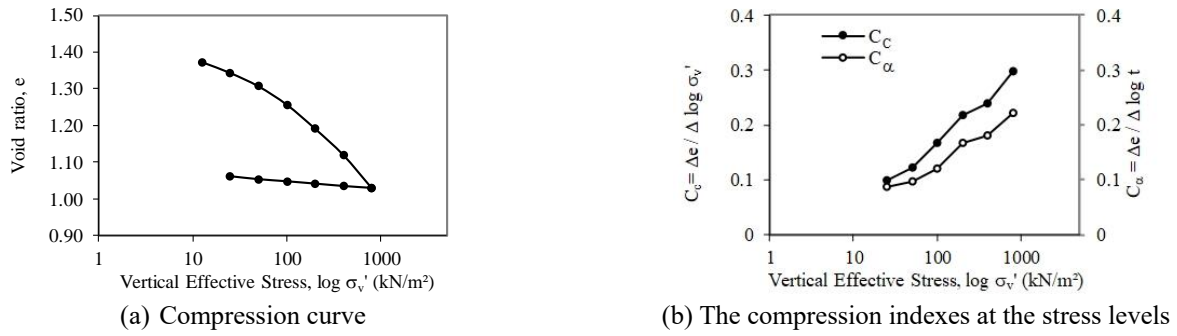 1.50
1.40
1.30
1.20
1.10
1.00
0.90
Void ratio, e
1 10 100 1000
Vertical Effective Stress, log σv' (kN/m²)
(a) Compression curve
0.4
0.3
0.2
0.1
0
Cc= Δe / Δ log σv'
Cc
Cα
0.4
0.3
0.2
0.1
0
Cα = Δe / Δ log t
1 10 100 1000
Vertical Effective Stress, log σv' (kN/m²)
(b) The compression indexes at the stress levels